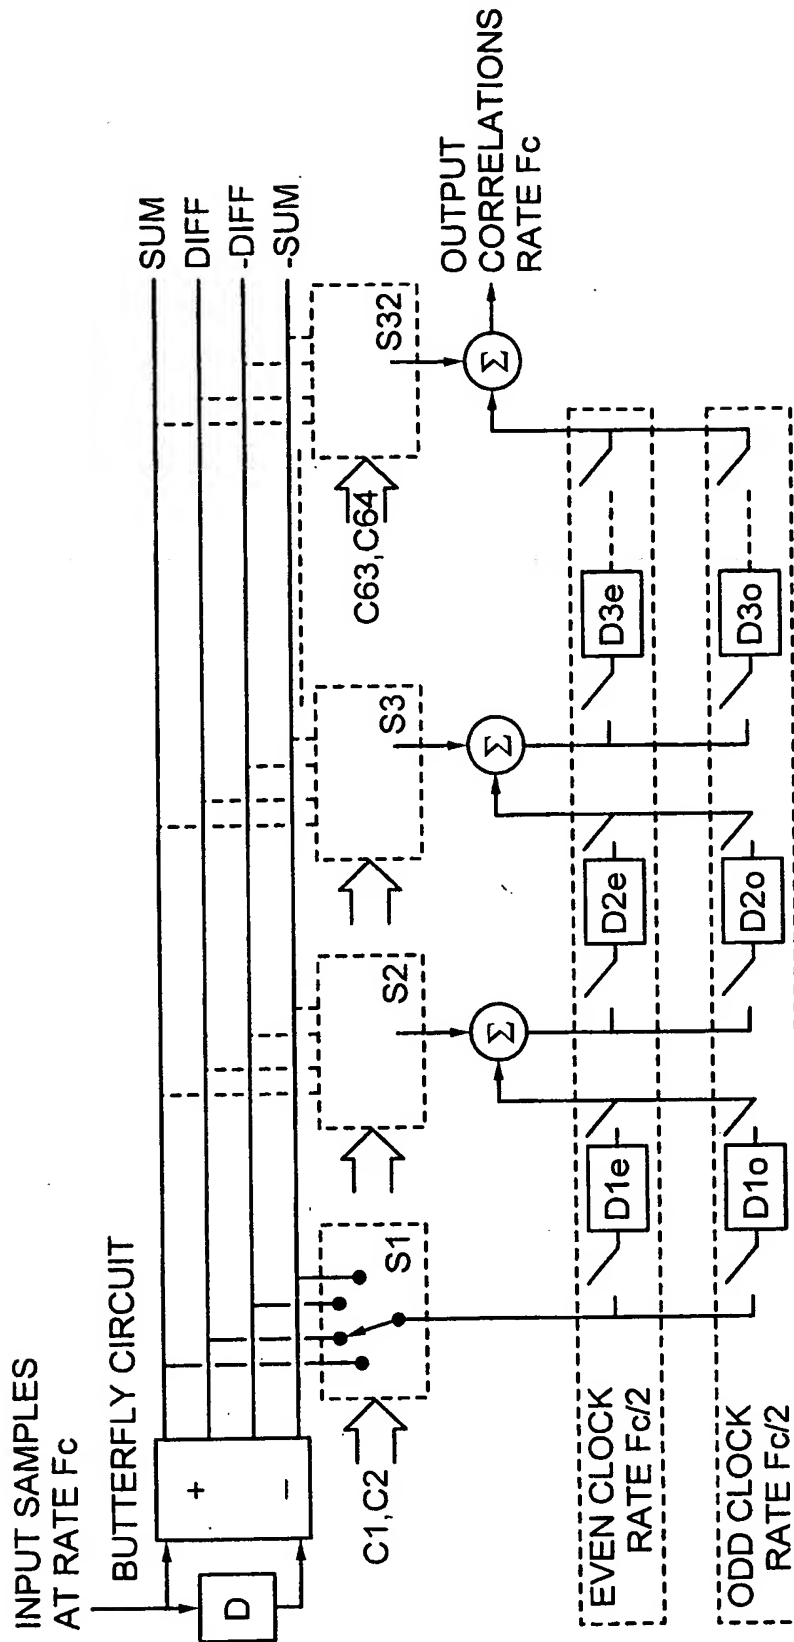 INPUT SAMPLES
AT RATE Fc
BUTTERFLY CIRCUIT
D
+
−
SUM
DIFF
-DIFF
-SUM
C1,C2
S1
S2
S3
C63,C64
S32
Σ
Σ
Σ
OUTPUT
CORRELATIONS
RATE Fc
EVEN CLOCK
RATE Fc/2
D1e
D2e
D3e
ODD CLOCK
RATE Fc/2
D1o
D2o
D3o